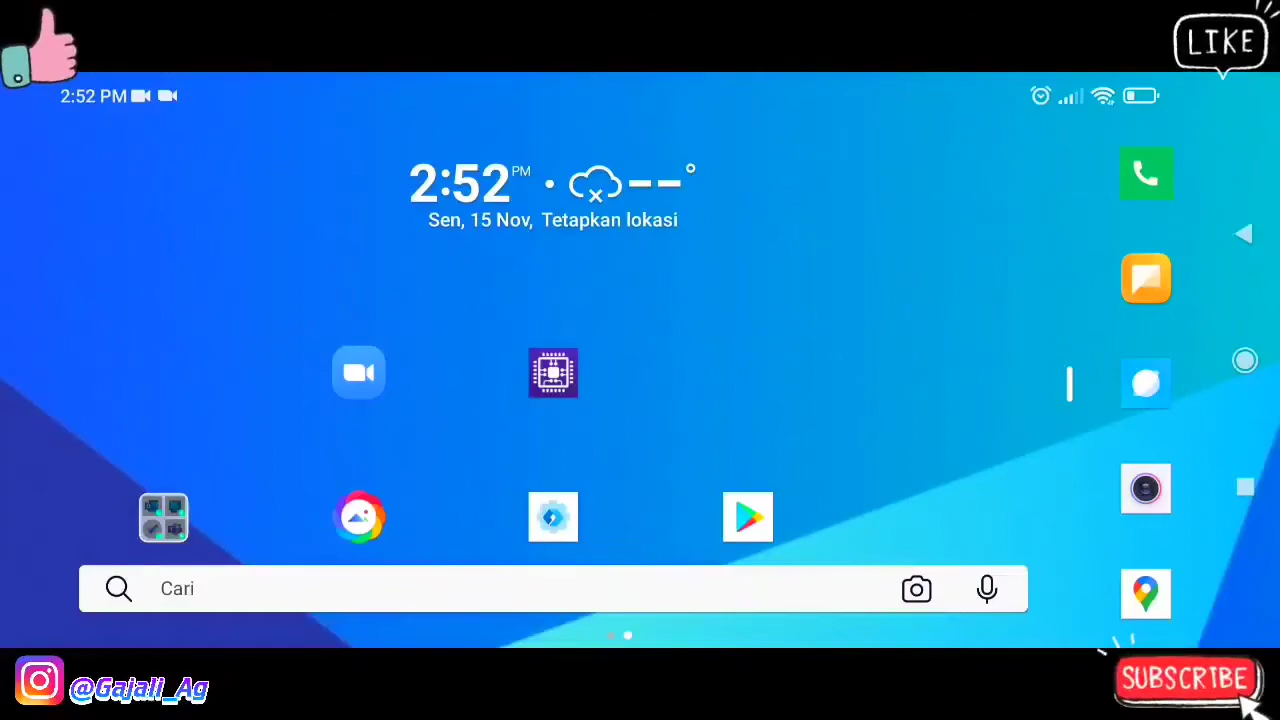 LIKE
2:52 PM
2:52 PM • --°
Sen, 15 Nov, Tetapkan lokasi
Cari
@Gajali_Ag
SUBSCRIBE